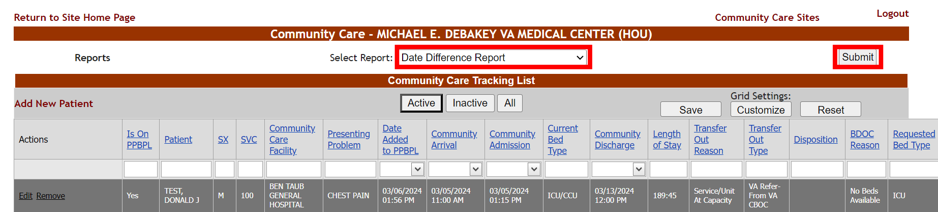 Return to Site Home Page Community Care Sites Logout
Community Care - MICHAEL E. DEBAKEY VA MEDICAL CENTER (HOU)
Reports Select Report: Date Difference Report Submit
Community Care Tracking List
Add New Patient Active Inactive All Grid Settings:
Save Customize Reset
Actions Is On PPBPL Patient SX SVC Community Care Facility Presenting Problem Date Added to PPBPL Community Arrival Community Admission Current Bed Type Community Discharge Length of Stay Transfer Out Reason Transfer Out Type Disposition BDOC Reason Requested Bed Type
Edit Remove Yes TEST, DONALD J M 100 BEN TAUB GENERAL HOSPITAL CHEST PAIN 03/06/2024 01:56 PM 03/05/2024 11:00 AM 03/05/2024 01:15 PM ICU/CCU 03/13/2024 12:00 PM 189:45 Service/Unit At Capacity VA Refer- From VA CBOC No Beds Available ICU